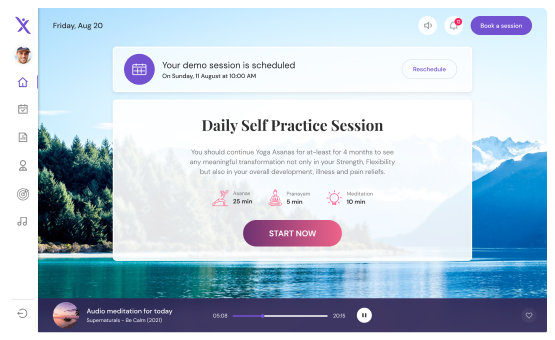 Friday, Aug 20
Book a session
Your demo session is scheduled
On Sunday, 11 August at 10:00 AM
Reschedule
Daily Self Practice Session
You should continue Yoga Asanas for at-least for 4 months to see
any meaningful transformation not only in your Strength, Flexibility
but also in your overall development, illness and pain reliefs.
Asanas
25 min
Pranayam
5 min
Meditation
10 min
START NOW
Audio meditation for today
Supernaturals - Be Calm (2021)
05:08
20:15